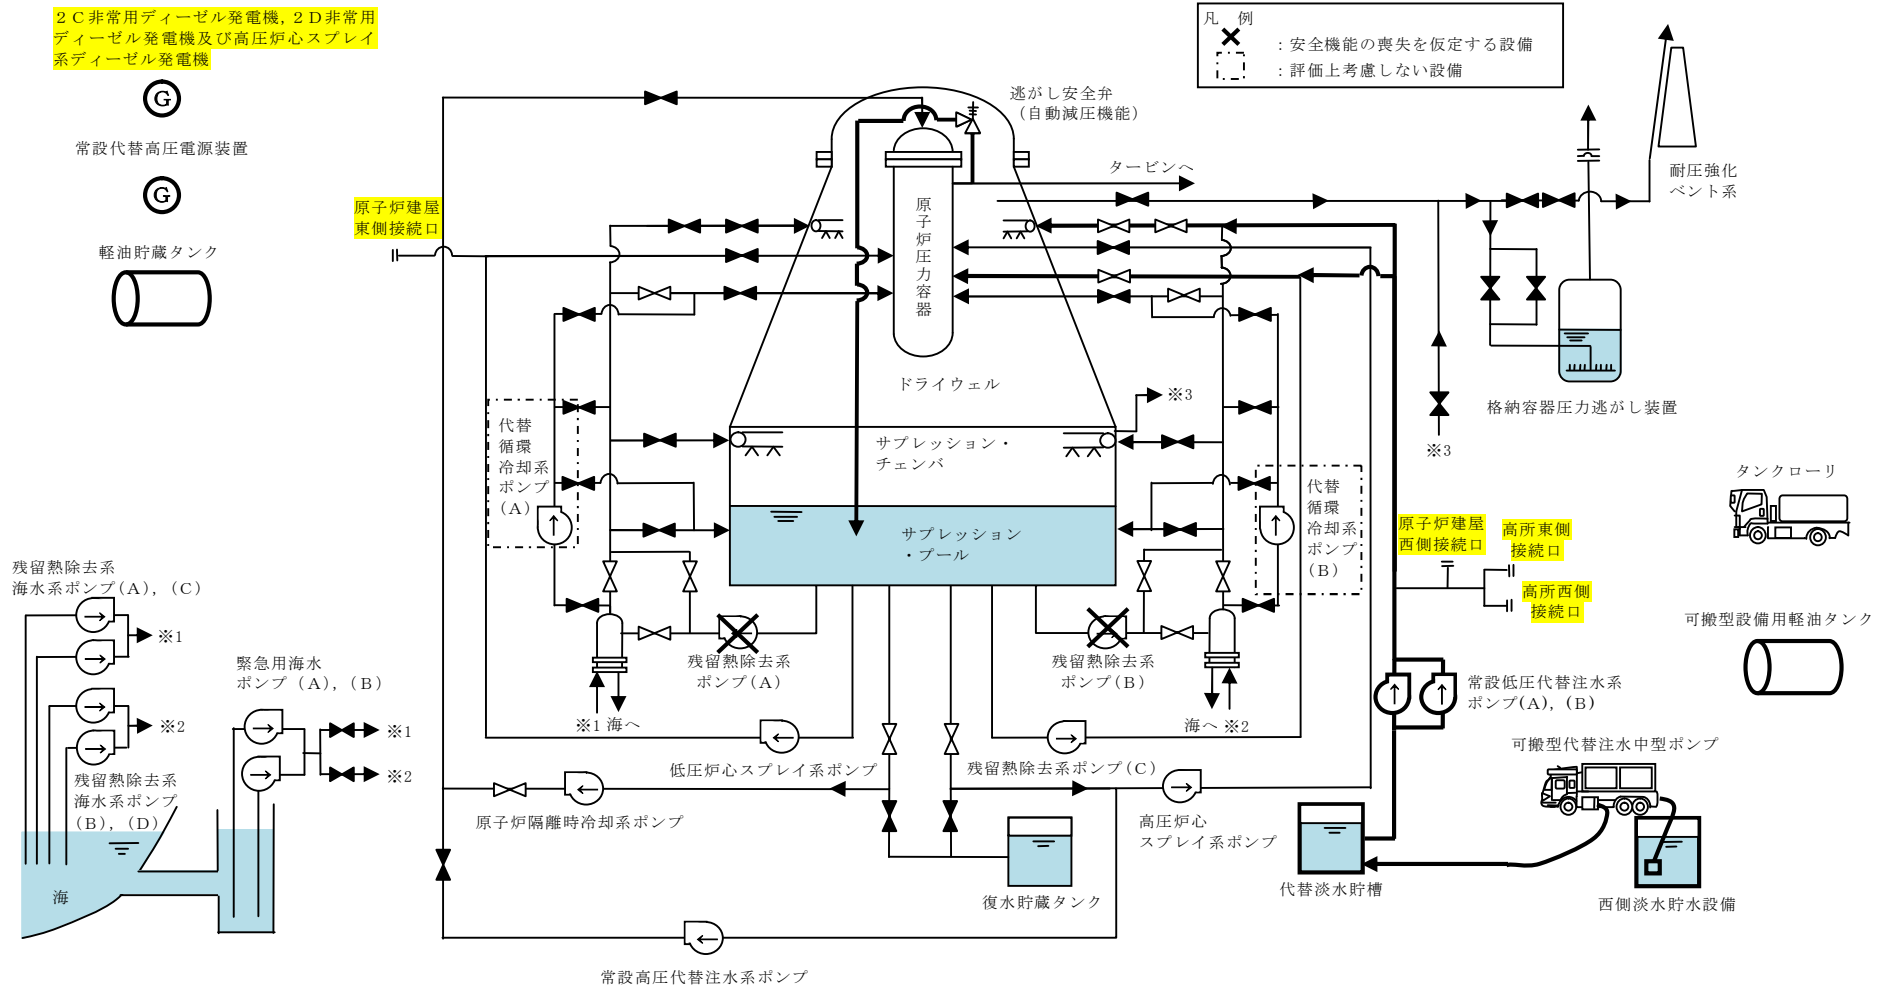 ２Ｃ非常用ディーゼル発電機，２Ｄ非常用
ディーゼル発電機及び高圧炉心スプレイ
系ディーゼル発電機
G
常設代替高圧電源装置
G
軽油貯蔵タンク
原子炉建屋
東側接続口
凡　例
：安全機能の喪失を仮定する設備
：評価上考慮しない設備
逃がし安全弁
（自動減圧機能）
タービンへ
耐圧強化
ベント系
原子炉圧力容器
ドライウェル
※3
格納容器圧力逃がし装置
※3
代替
循環
冷却系
ポンプ
（A）
サプレッション・
チェンバ
サプレッション
・プール
代替
循環
冷却系
ポンプ
（B）
タンクローリ
原子炉建屋
西側接続口
高所東側
接続口
高所西側
接続口
可搬型設備用軽油タンク
残留熱除去系
海水系ポンプ(A)，(C)
※1
※2
残留熱除去系
海水系ポンプ
（B），（D）
緊急用海水
ポンプ（A），（B）
※1
※2
海
残留熱除去系
ポンプ(A)
※1 海へ
残留熱除去系
ポンプ(B)
海へ ※2
常設低圧代替注水系
ポンプ(A)，(B)
低圧炉心スプレイ系ポンプ
残留熱除去系ポンプ(C)
可搬型代替注水中型ポンプ
原子炉隔離時冷却系ポンプ
高圧炉心
スプレイ系ポンプ
復水貯蔵タンク
代替淡水貯槽
西側淡水貯水設備
常設高圧代替注水系ポンプ